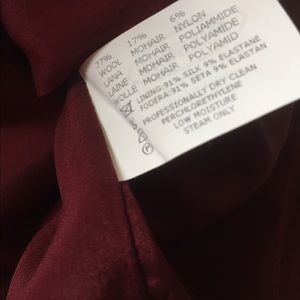 77% 17% 6%
WOOL MOHAIR NYLON
LANA MOHAIR POLIAMMIDE
LAINE MOHAIR POLYAMIDE
WOLLE MOHAIR POLYAMID
LINING: 91% SILK 9% ELASTANE
FODERA: 91% SETA 9% ELASTANE
PROFESSIONALLY DRY CLEAN
PERCHLORETHYLENE
LOW MOISTURE
STEAM ONLY
P